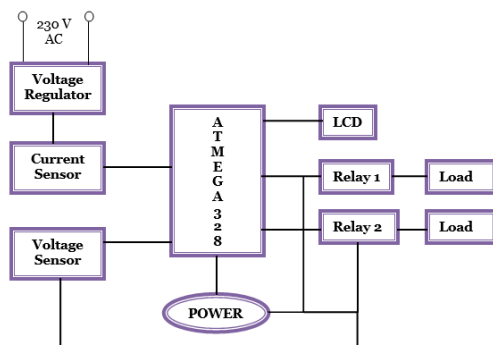 230 V
AC
Voltage
Regulator
Current
Sensor
Voltage
Sensor
A
T
M
E
G
A
3
2
8
LCD
Relay 1
Load
Relay 2
Load
POWER